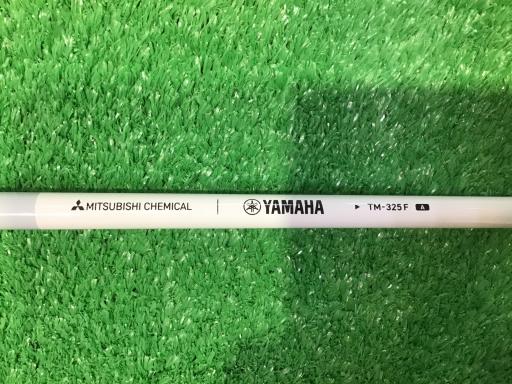 MITSUBISHI CHEMICAL | YAMAHA ▸ TM-325F A